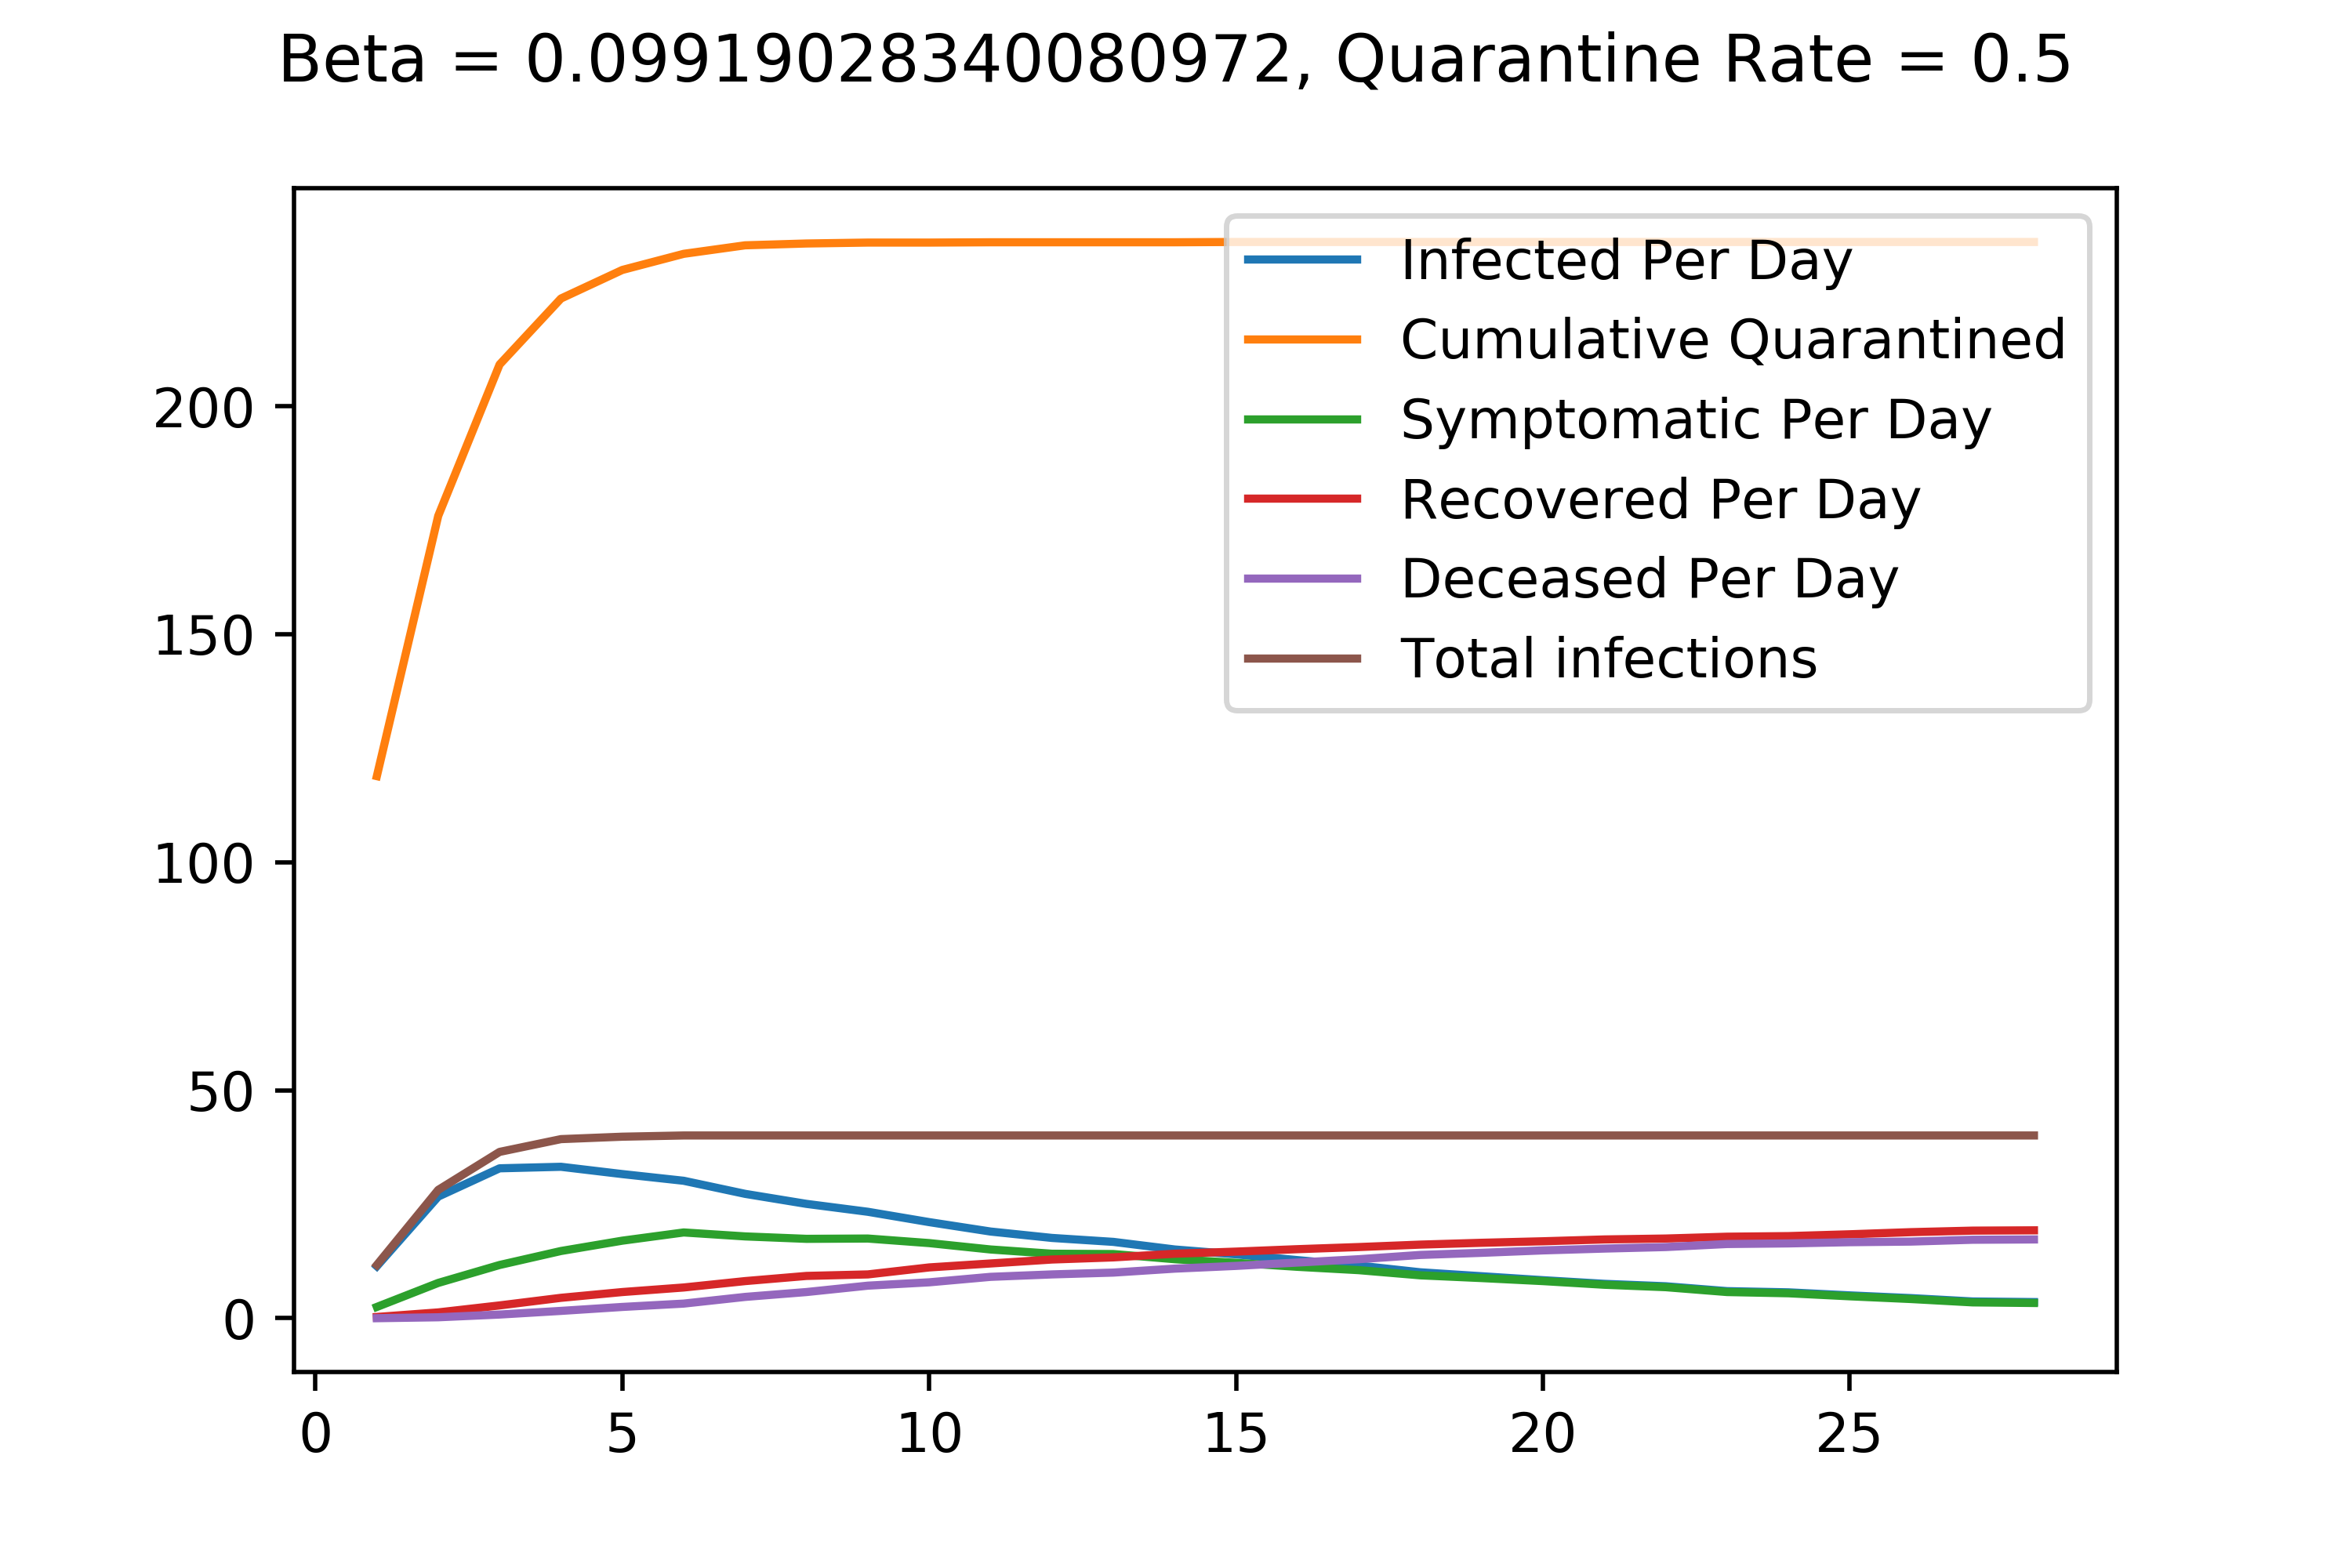 Beta = 0.09919028340080972, Quarantine Rate = 0.5
Infected Per Day
Cumulative Quarantined
Symptomatic Per Day
Recovered Per Day
Deceased Per Day
Total infections
200
150
100
50
0
0 5 10 15 20 25